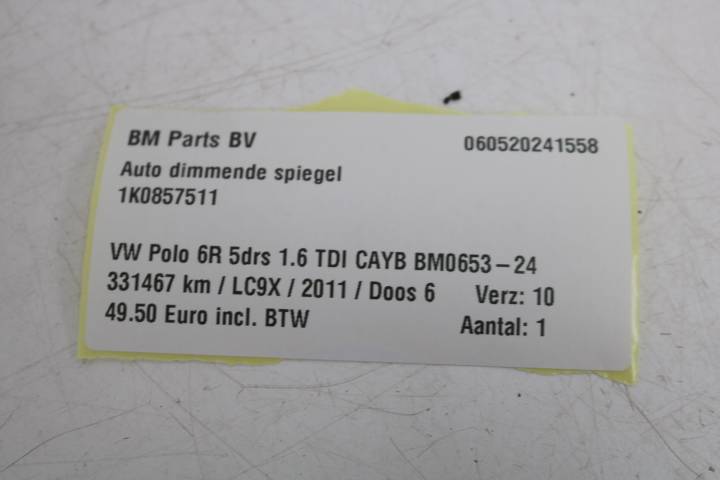 BM Parts BV 060520241558
Auto dimmende spiegel
1K0857511
VW Polo 6R 5drs 1.6 TDI CAYB BM0653-24
331467 km / LC9X / 2011 / Doos 6 Verz: 10
49.50 Euro incl. BTW Aantal: 1